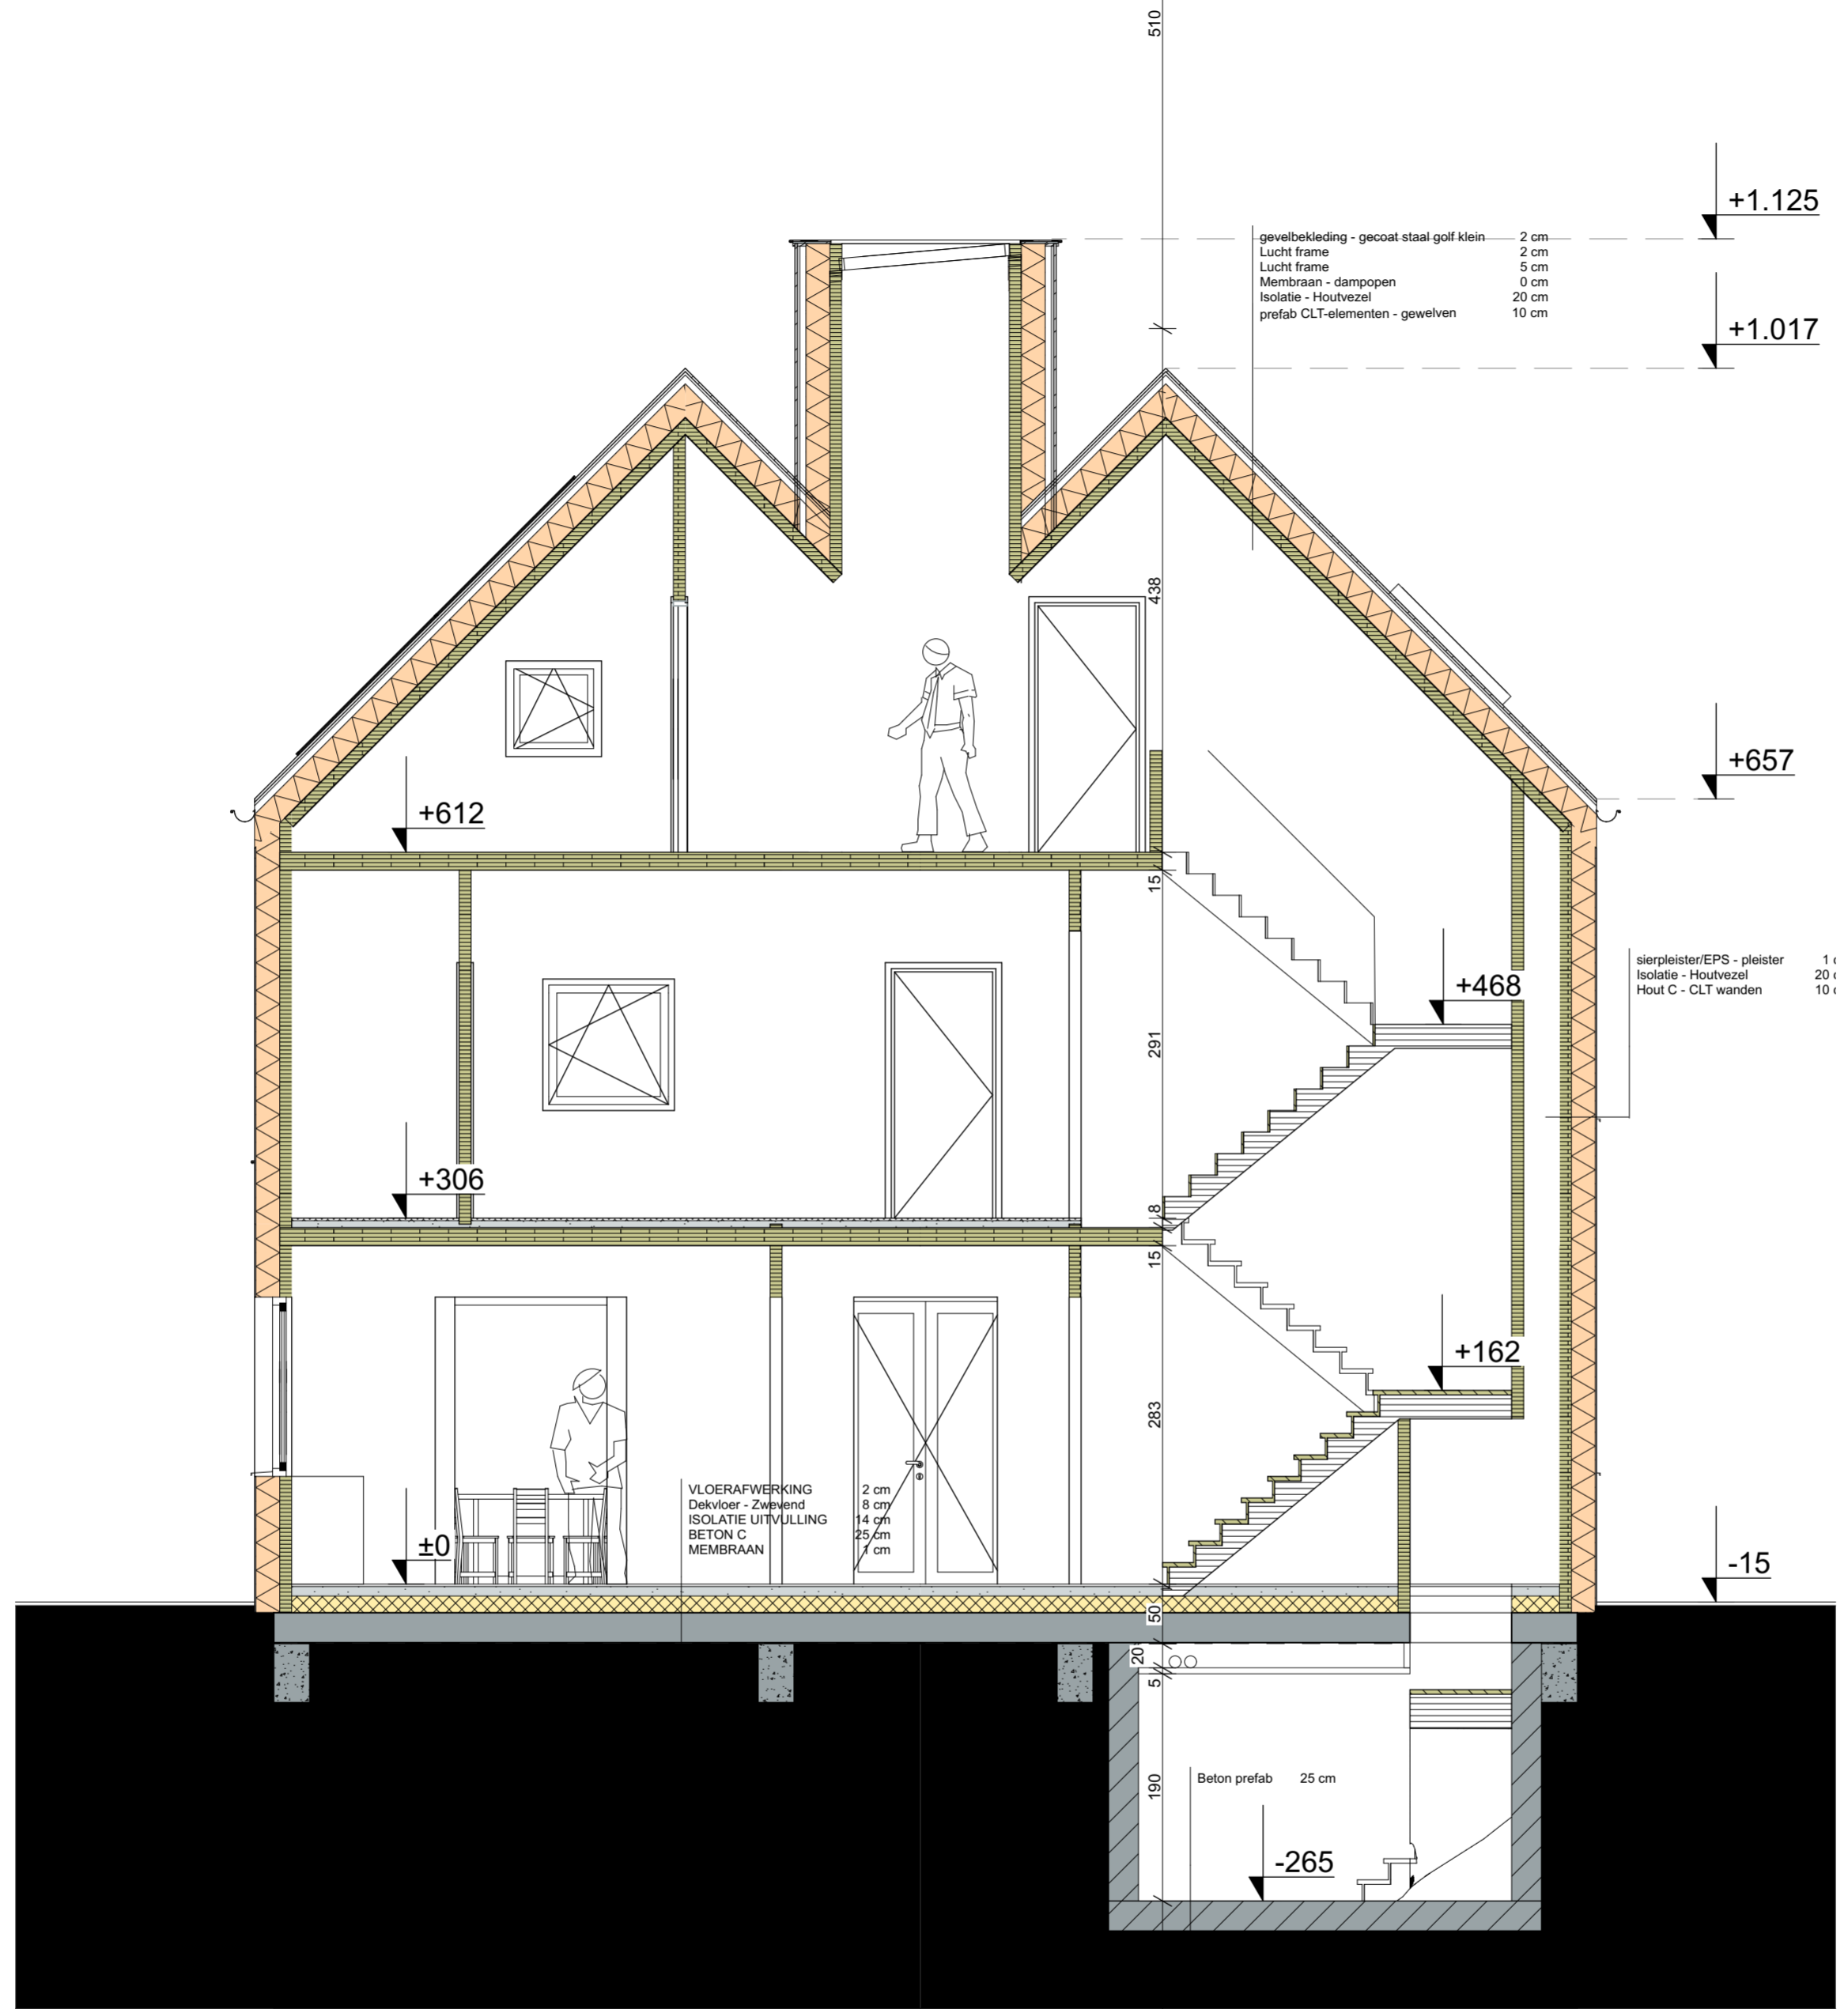 510
+1.125
gevelbekleding - gecoat staal golf klein 2 cm
Lucht frame 2 cm
Lucht frame 5 cm
Membraan - dampopen 0 cm
Isolatie - Houtvezel 20 cm
prefab CLT-elementen - gewelven 10 cm
+1.017
438
+657
+612
15
sierpleister/EPS - pleister 1
Isolatie - Houtvezel 20
Hout C - CLT wanden 10
+468
291
+306
8
15
+162
283
VLOERAFWERKING 2 cm
Dekvloer - Zwevend 8 cm
ISOLATIE UITVULLING 14 cm
BETON C 25 cm
MEMBRAAN 1 cm
±0
-15
50
20
5
190
Beton prefab 25 cm
-265